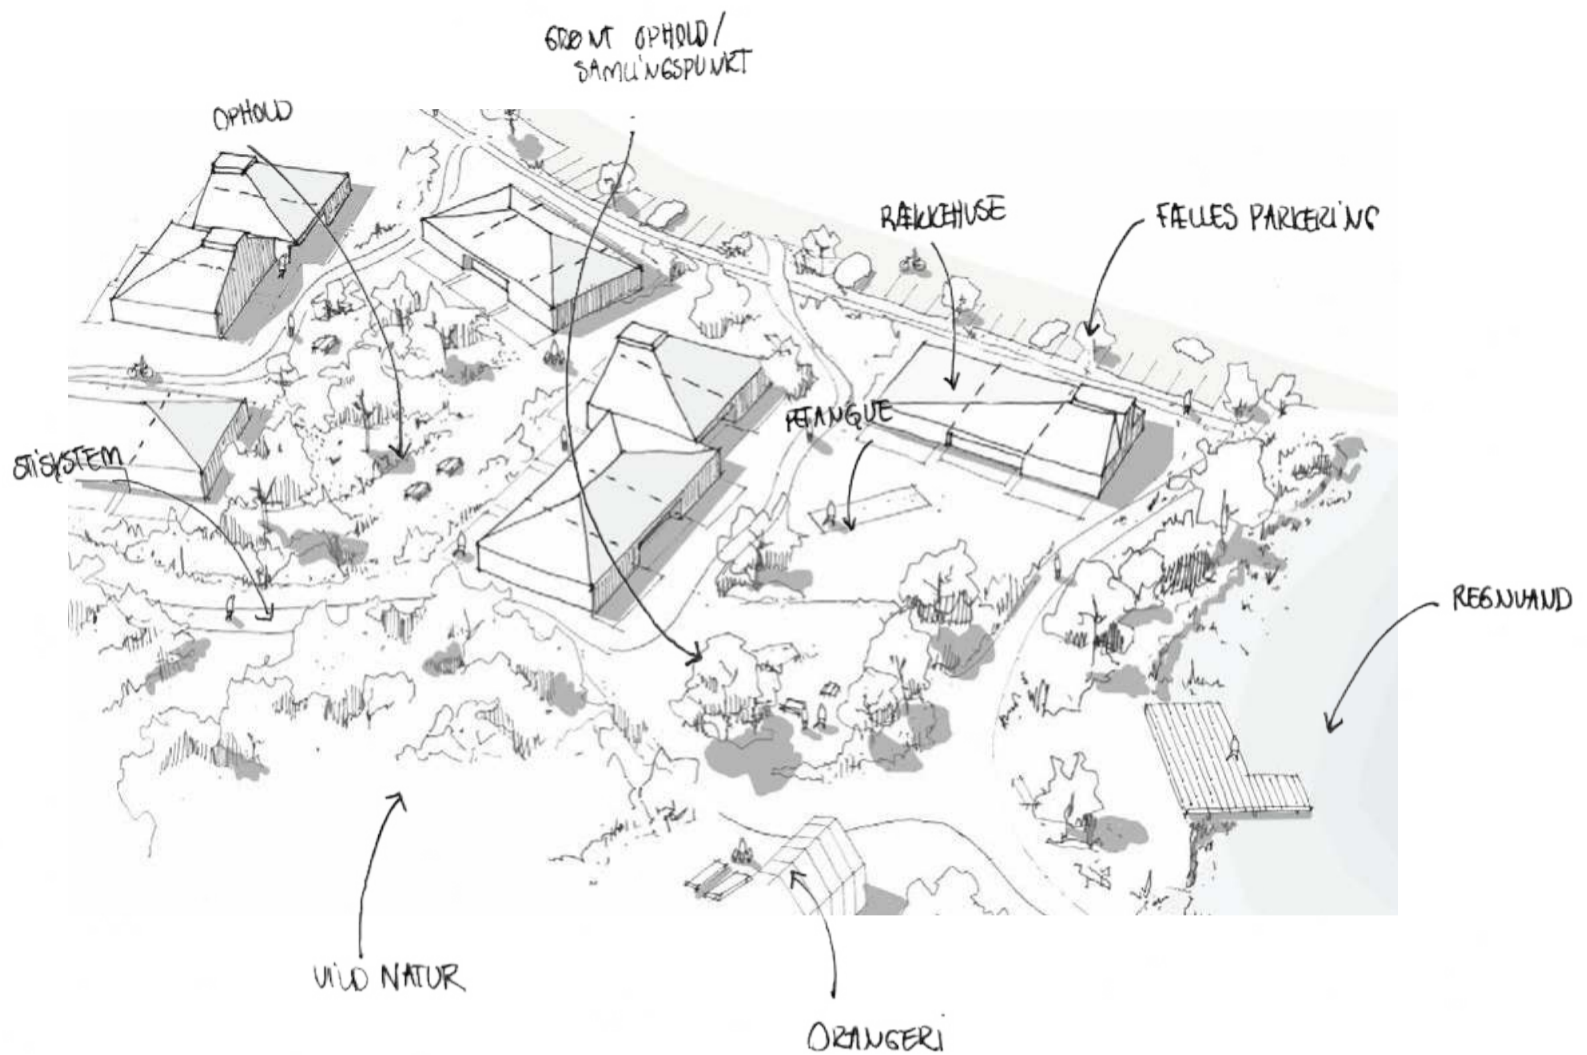 GRØNT OPHOLD/
SAMLINGSPUNKT
OPHOLD
RÆKKEHUSE
FÆLLES PARKERING
PETANQUE
STISYSTEM
REGNVAND
VILD NATUR
ORANGERI